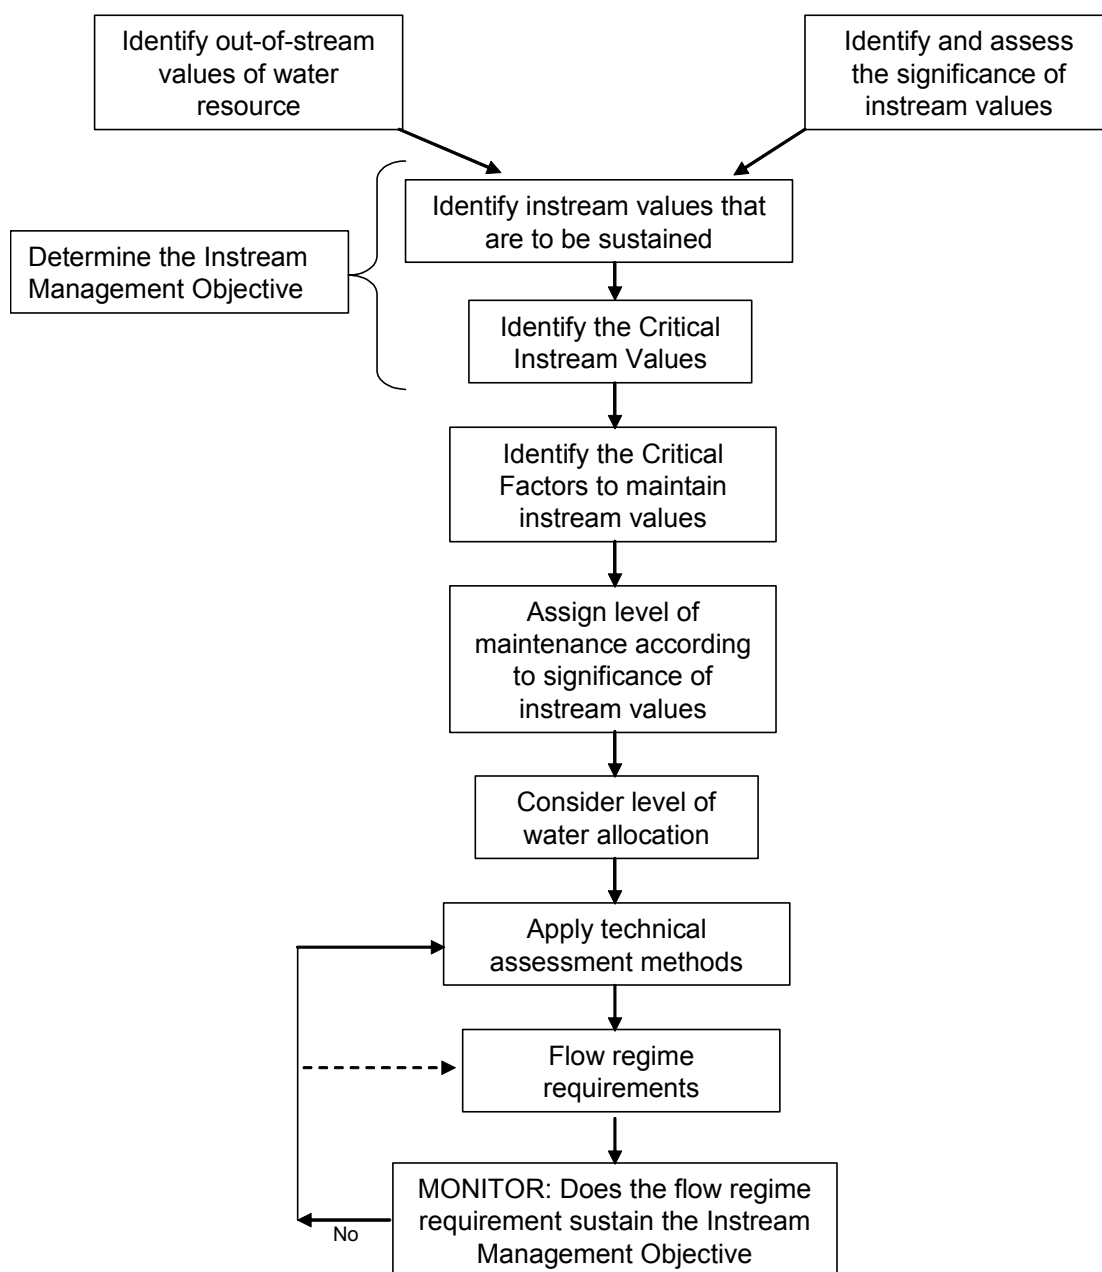 Identify out-of-stream
values of water
resource
Identify and assess
the significance of
instream values
Identify instream values that
are to be sustained
Determine the Instream
Management Objective
Identify the Critical
Instream Values
Identify the Critical
Factors to maintain
instream values
Assign level of
maintenance according
to significance of
instream values
Consider level of
water allocation
Apply technical
assessment methods
Flow regime
requirements
MONITOR: Does the flow regime
requirement sustain the Instream
Management Objective
No